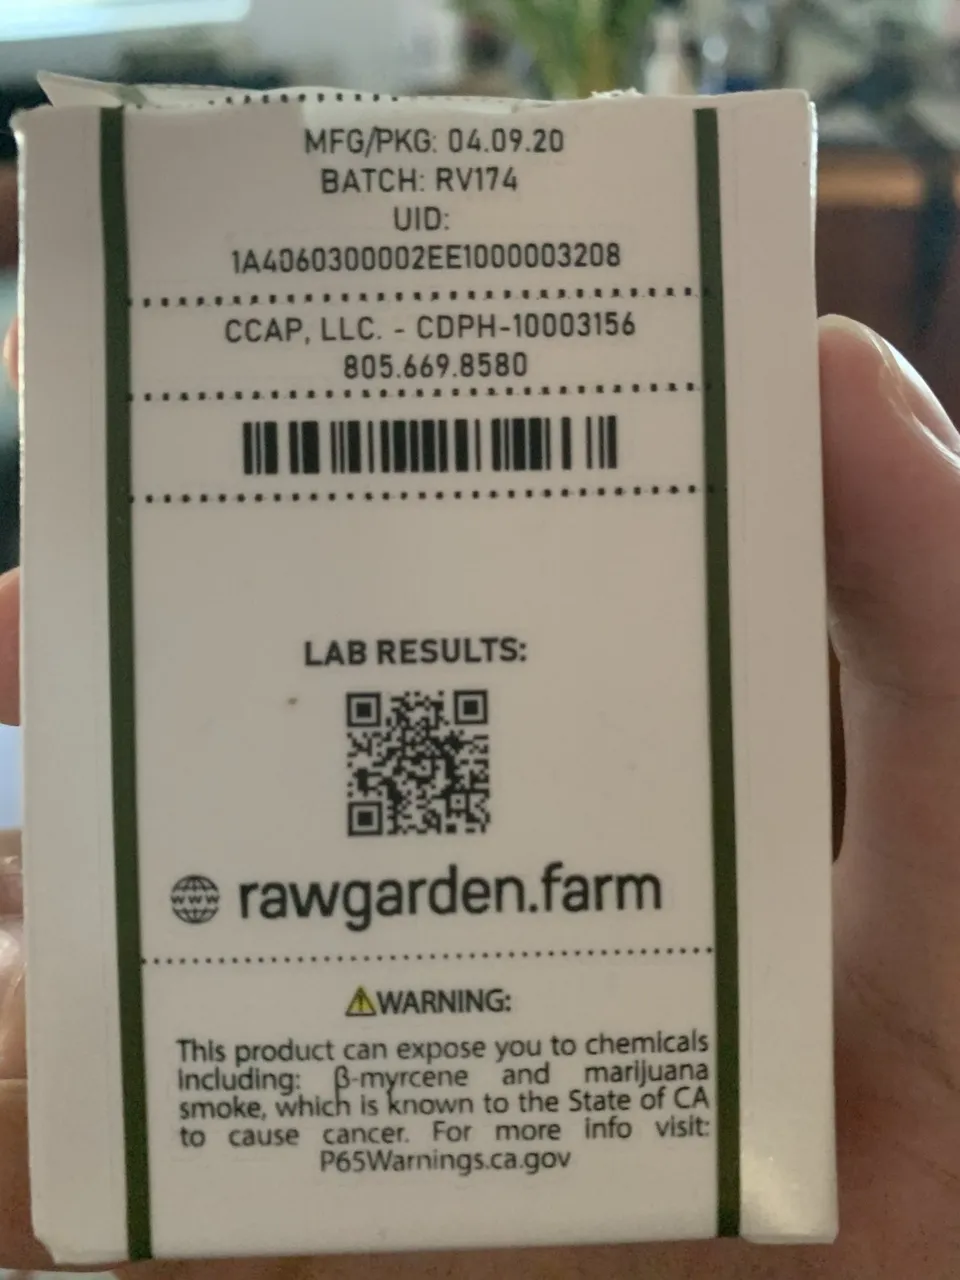 MFG/PKG: 04.09.20
BATCH: RV174
UID:
1A4060300002EE1000003208
CCAP, LLC. - CDPH-10003156
805.669.8580
LAB RESULTS:
www rawgarden.farm
WARNING:
This product can expose you to chemicals
including: β-myrcene and marijuana
smoke, which is known to the State of CA
to cause cancer. For more info visit:
P65Warnings.ca.gov